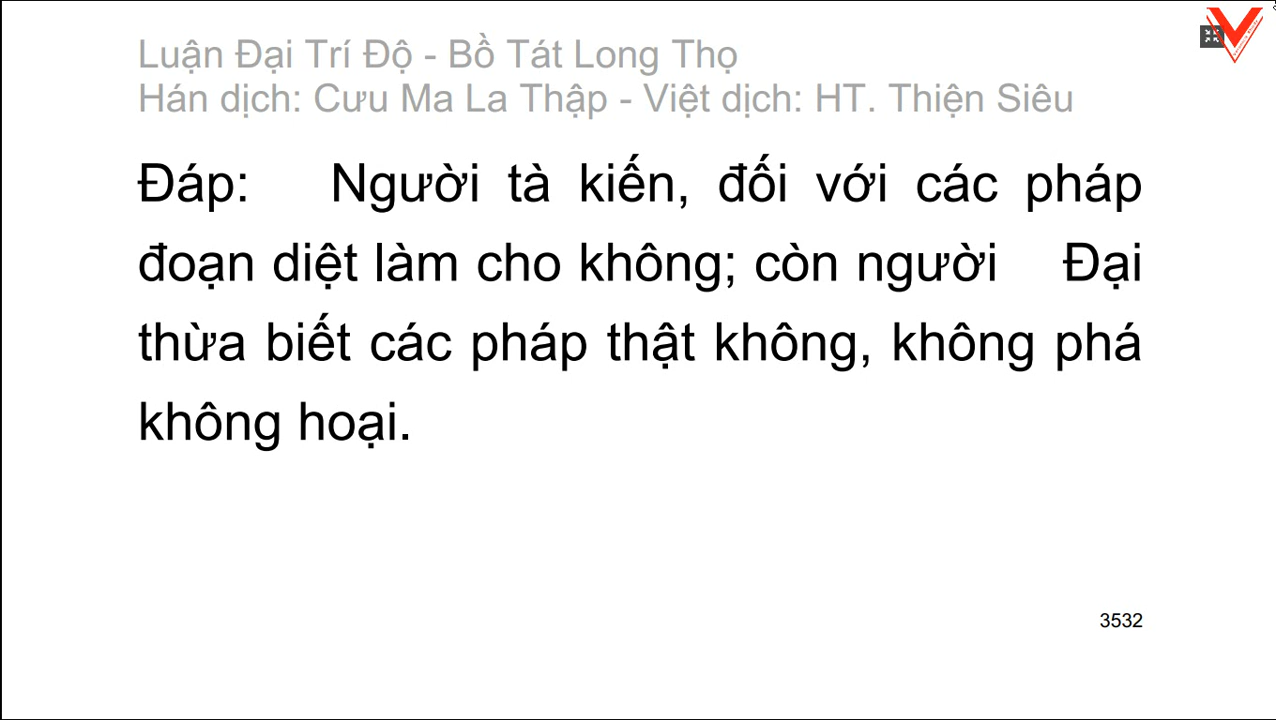 Luận Đại Trí Độ - Bồ Tát Long Thọ
Hán dịch: Cưu Ma La Thập - Việt dịch: HT. Thiện Siêu
Đáp: Người tà kiến, đối với các pháp
đoạn diệt làm cho không; còn người Đại
thừa biết các pháp thật không, không phá
không hoại.
3532